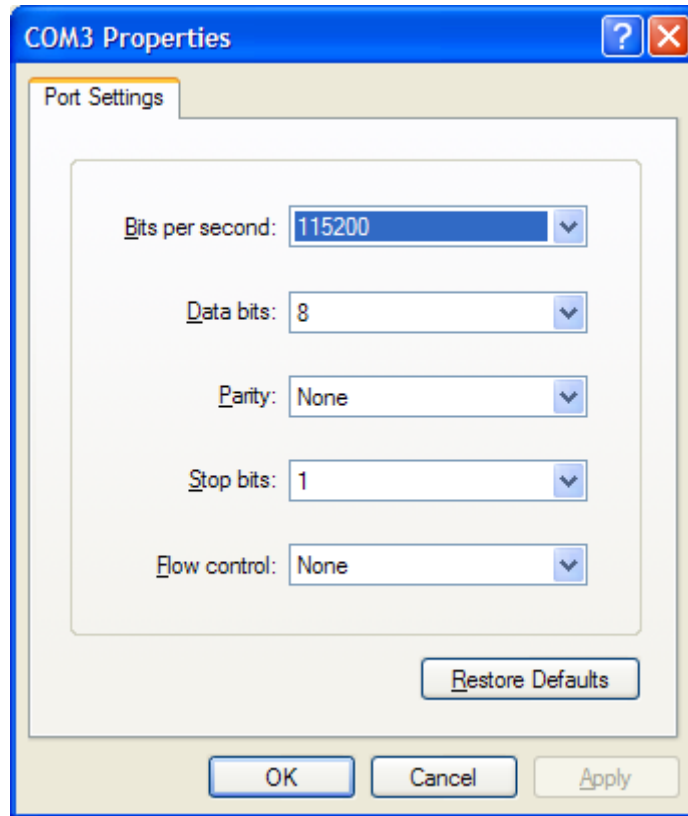 COM3 Properties
Port Settings
Bits per second: 115200
Data bits: 8
Parity: None
Stop bits: 1
Flow control: None
Restore Defaults
OK Cancel Apply